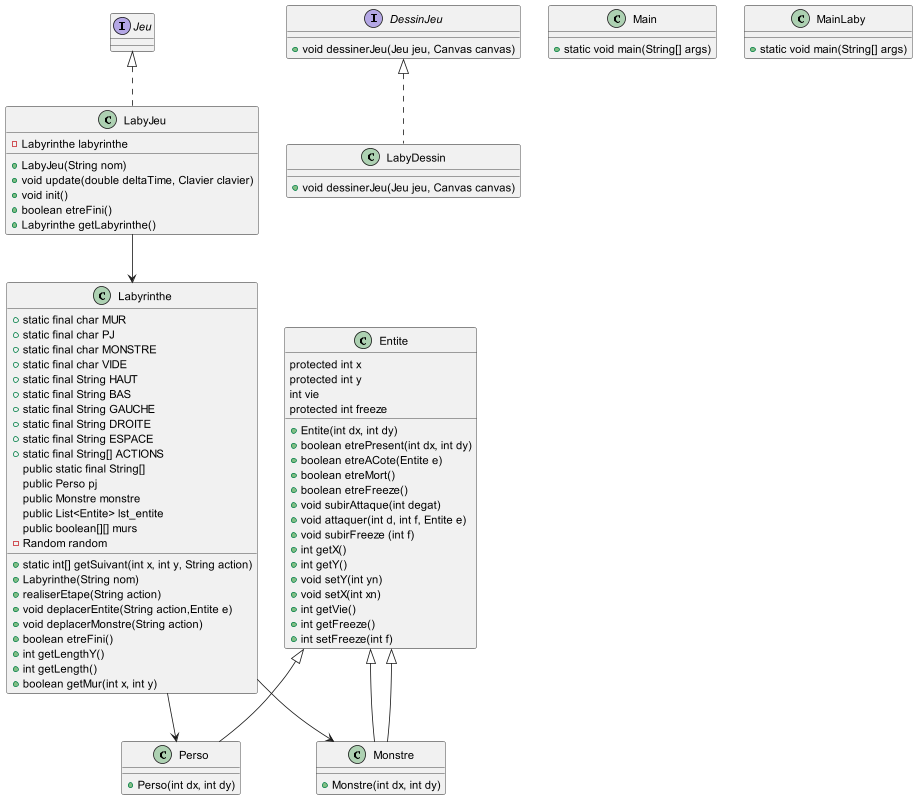 I Jeu
I DessinJeu
void dessinerJeu(Jeu jeu, Canvas canvas)
C Main
static void main(String[] args)
C MainLaby
static void main(String[] args)
C LabyJeu
Labyrinthe labyrinthe
LabyJeu(String nom)
void update(double deltaTime, Clavier clavier)
void init()
boolean etreFini()
Labyrinthe getLabyrinthe()
C LabyDessin
void dessinerJeu(Jeu jeu, Canvas canvas)
C Labyrinthe
static final char MUR
static final char PJ
static final char MONSTRE
static final char VIDE
static final String HAUT
static final String BAS
static final String GAUCHE
static final String DROITE
static final String ESPACE
static final String[] ACTIONS
public static final String[]
public Perso pj
public Monstre monstre
public List<Entite> lst_entite
public boolean[][] murs
Random random
static int[] getSuivant(int x, int y, String action)
Labyrinthe(String nom)
realiserEtape(String action)
void deplacerEntite(String action,Entite e)
void deplacerMonstre(String action)
boolean etreFini()
int getLengthY()
int getLength()
boolean getMur(int x, int y)
C Entite
protected int x
protected int y
int vie
protected int freeze
Entite(int dx, int dy)
boolean etrePresent(int dx, int dy)
boolean etreACote(Entite e)
boolean etreMort()
boolean etreFreeze()
void subirAttaque(int degat)
void attaquer(int d, int f, Entite e)
void subirFreeze (int f)
int getX()
int getY()
void setY(int yn)
void setX(int xn)
int getVie()
int getFreeze()
int setFreeze(int f)
C Perso
Perso(int dx, int dy)
C Monstre
Monstre(int dx, int dy)